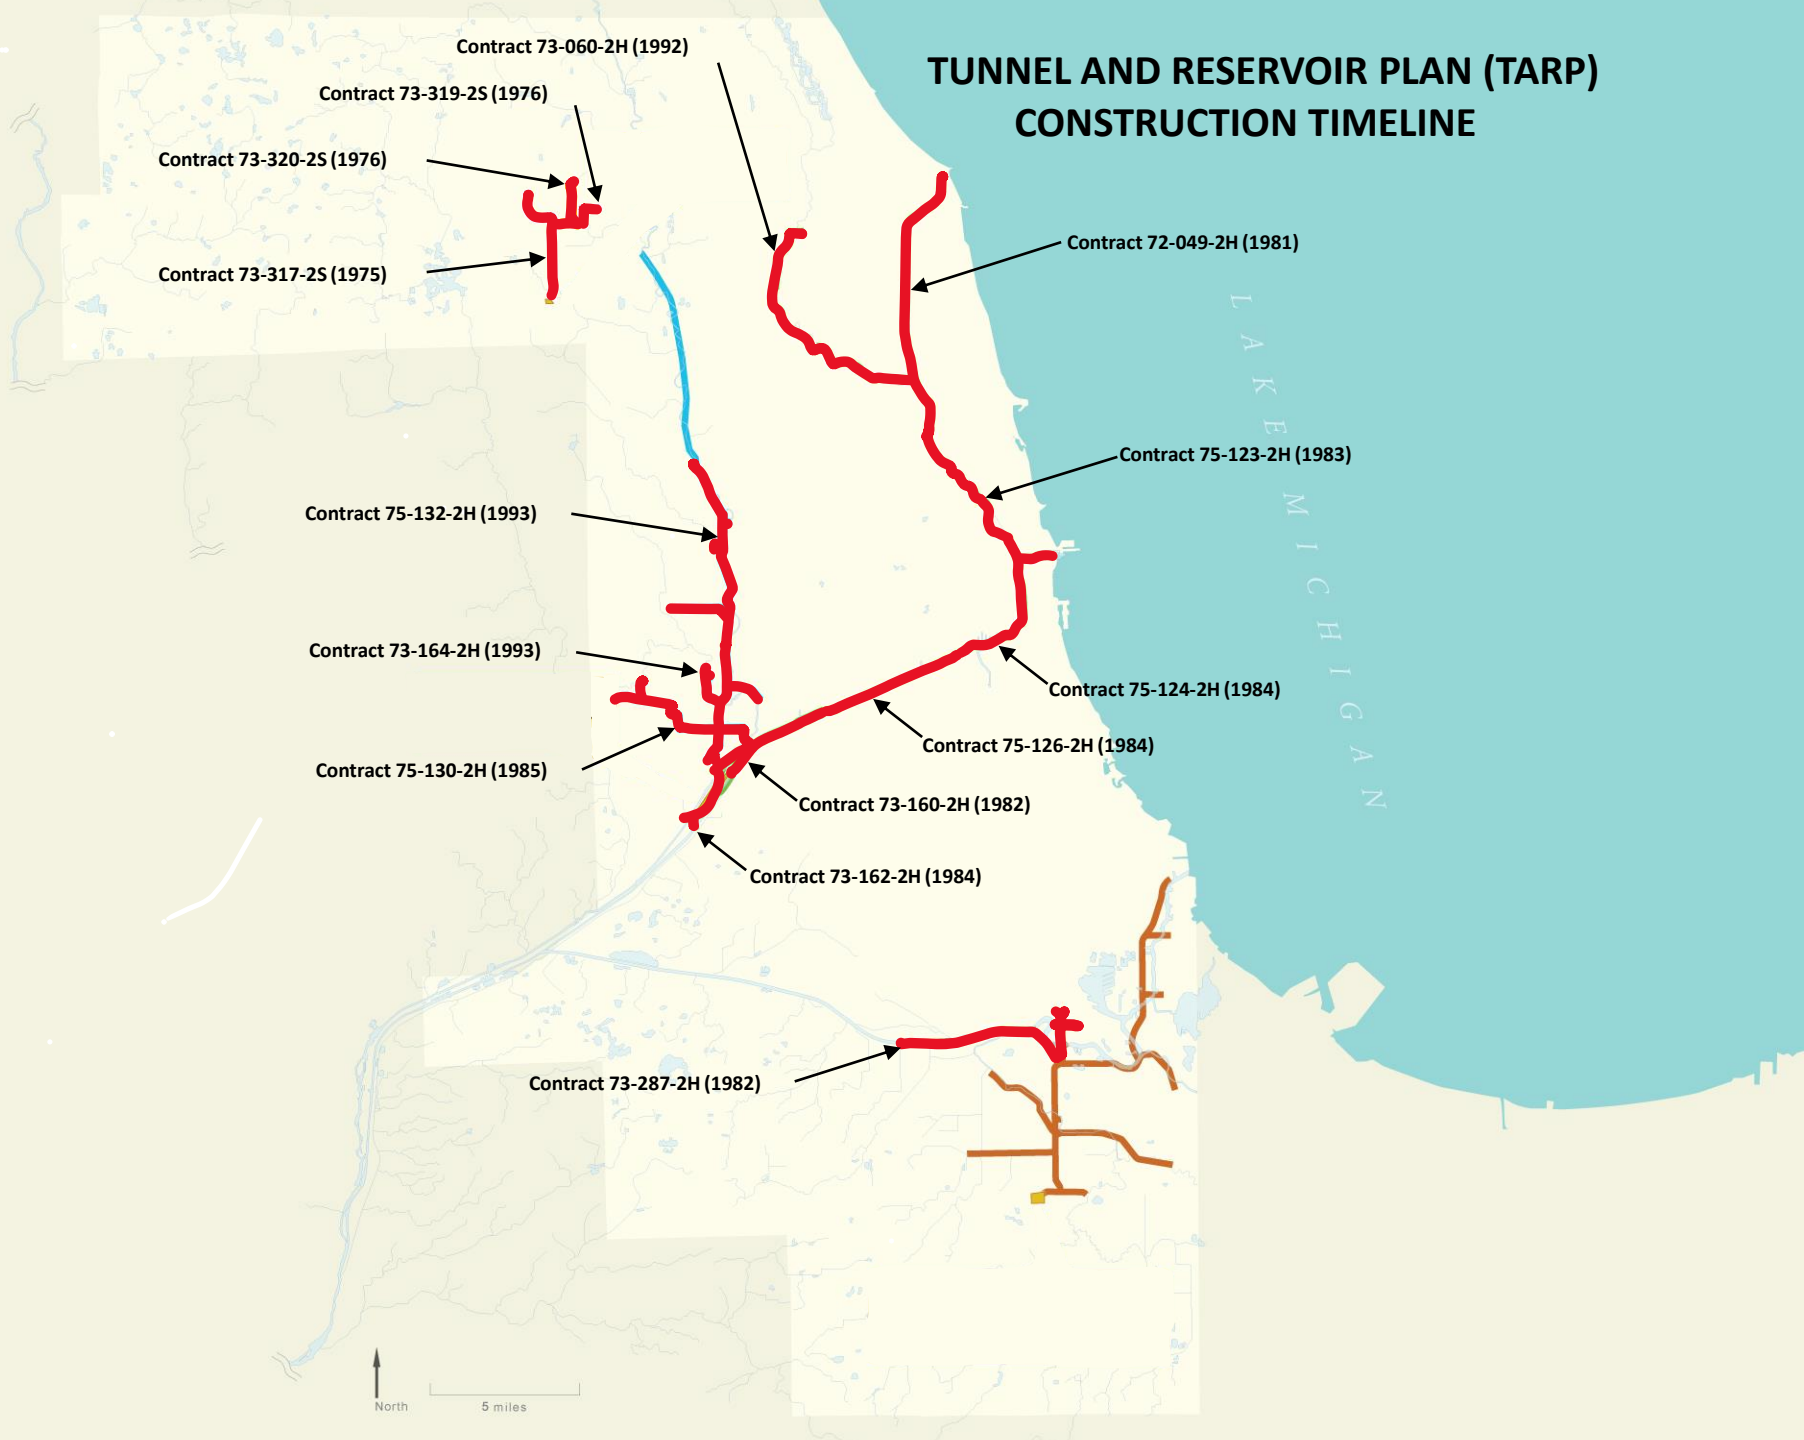 TUNNEL AND RESERVOIR PLAN (TARP)
CONSTRUCTION TIMELINE
Contract 73-060-2H (1992)
Contract 73-319-2S (1976)
Contract 73-320-2S (1976)
Contract 72-049-2H (1981)
Contract 73-317-2S (1975)
LAKE MICHIGAN
Contract 75-123-2H (1983)
Contract 75-132-2H (1993)
Contract 73-164-2H (1993)
Contract 75-124-2H (1984)
Contract 75-126-2H (1984)
Contract 75-130-2H (1985)
Contract 73-160-2H (1982)
Contract 73-162-2H (1984)
Contract 73-287-2H (1982)
North
5 miles